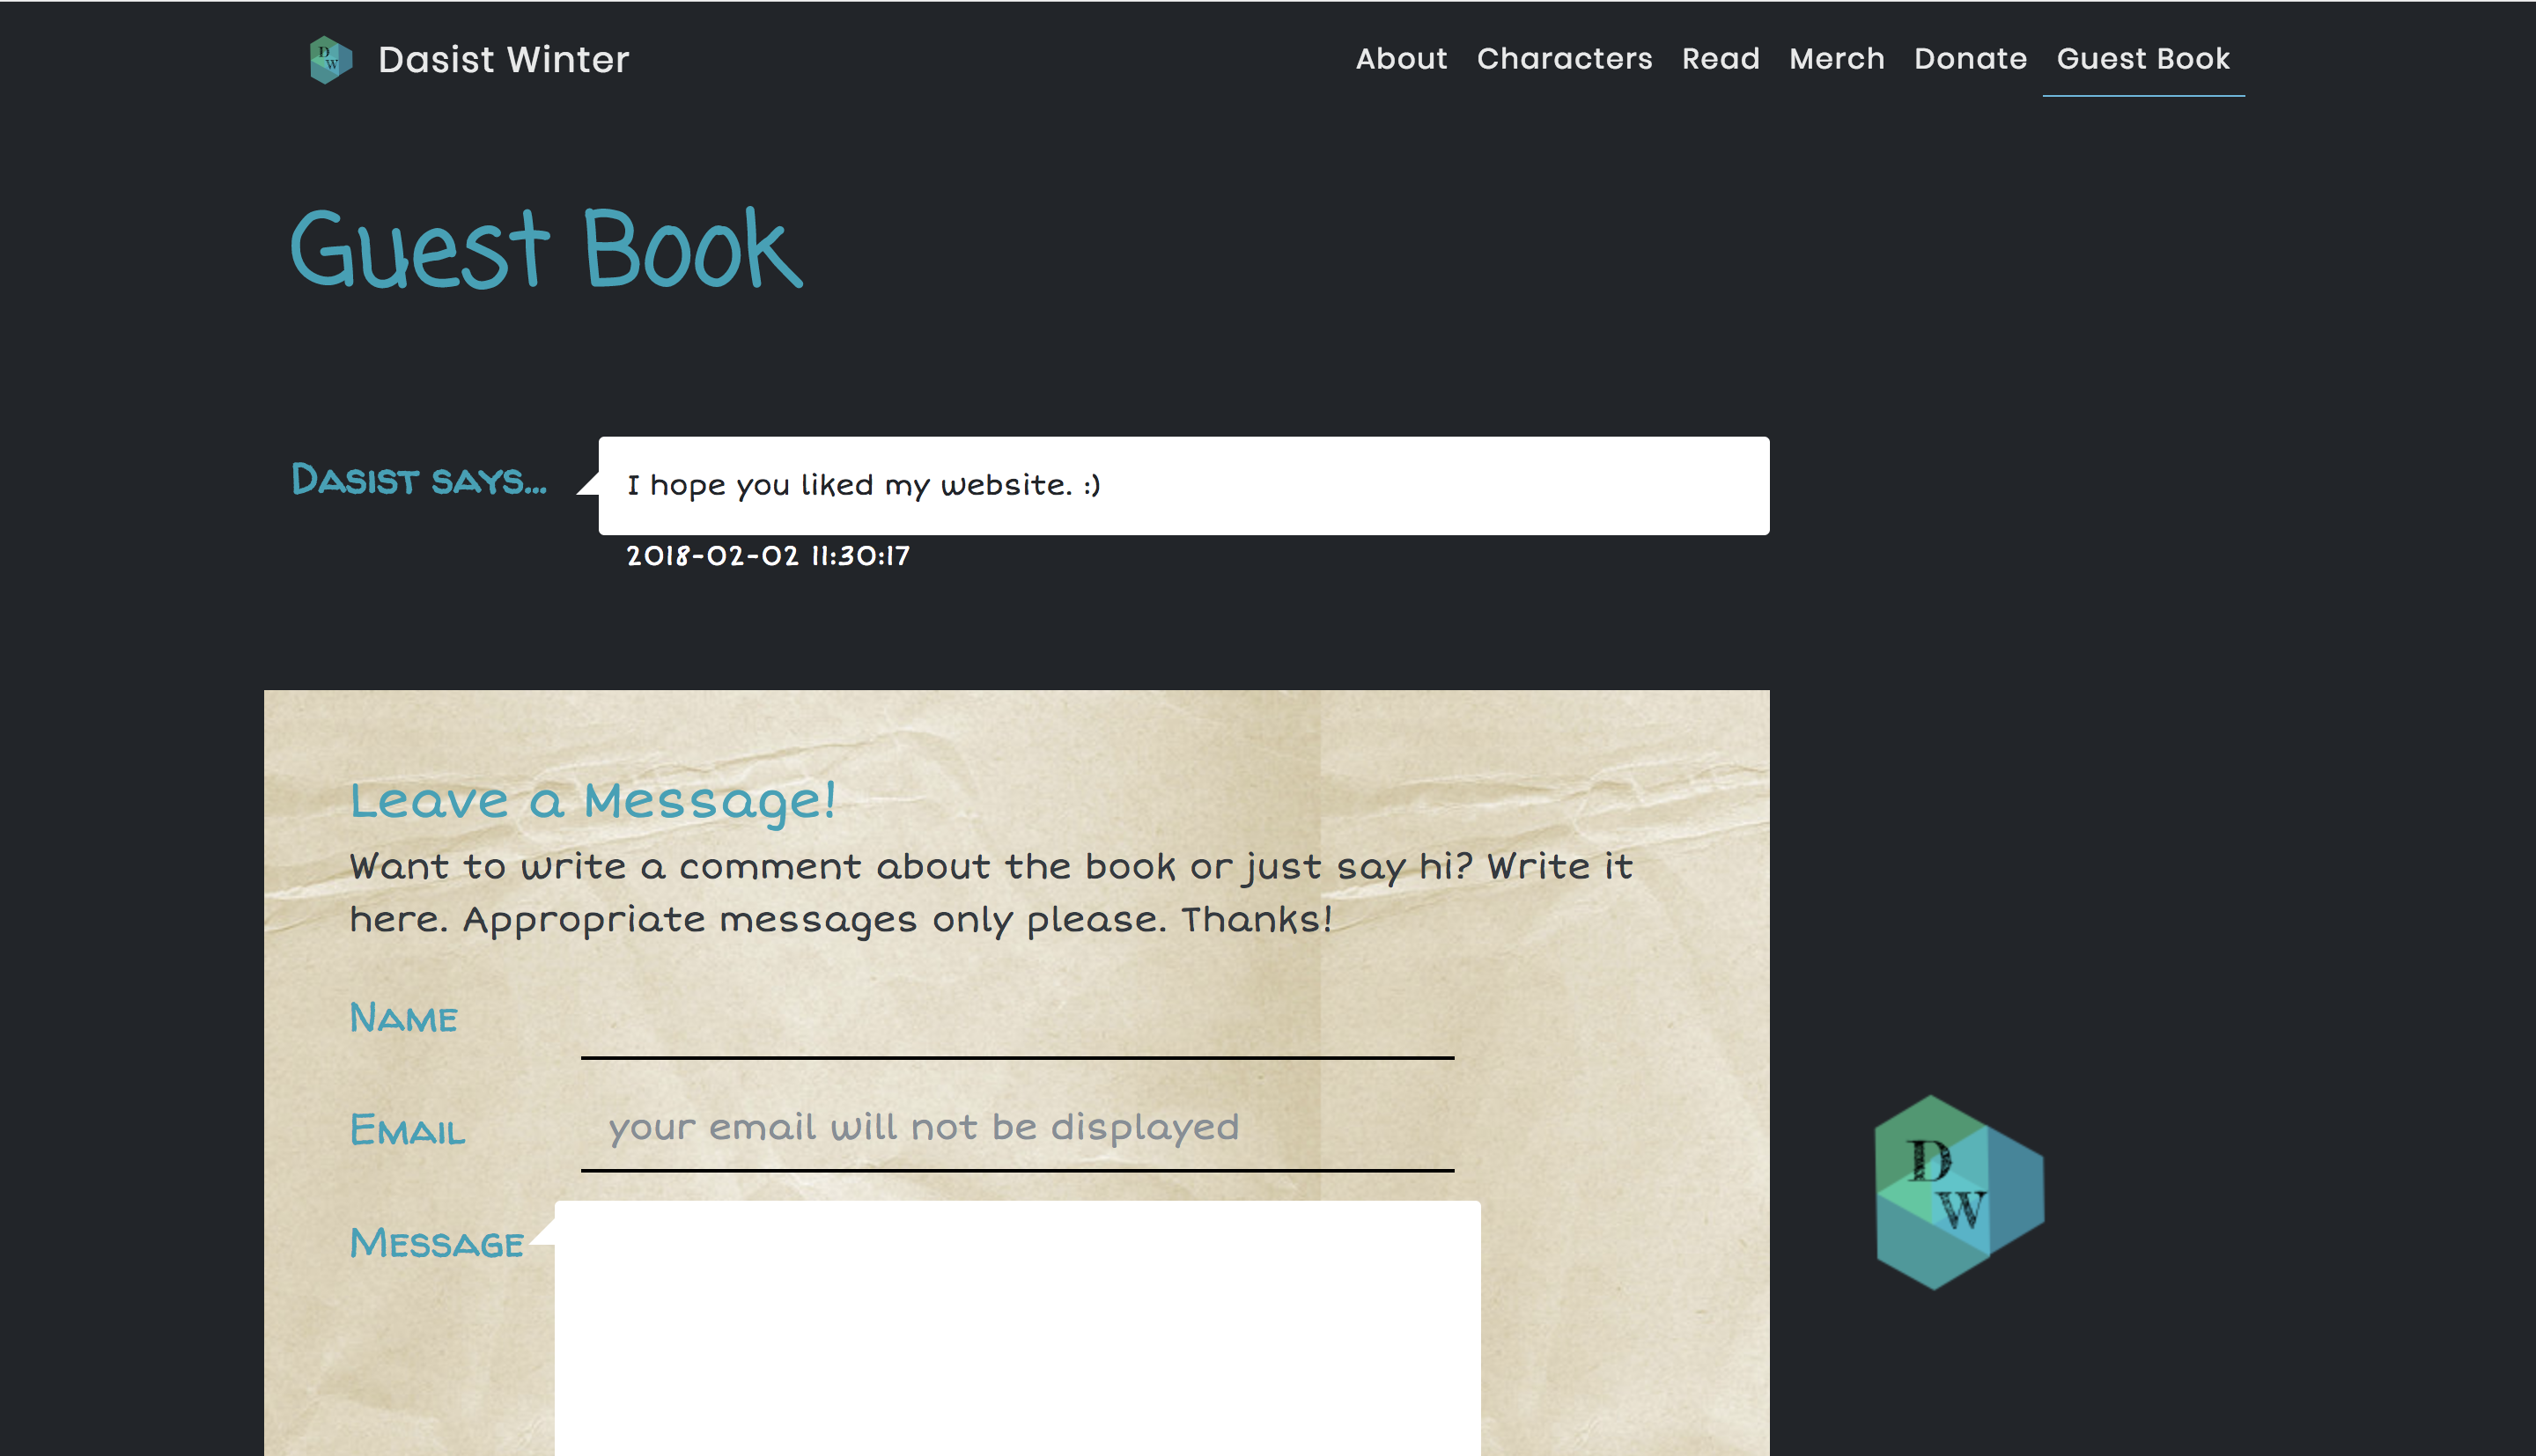 D
W
Dasist Winter
About Characters Read Merch Donate Guest Book
Guest Book
Dasist says...
I hope you liked my website. :)
2018-02-02 11:30:17
Leave a Message!
Want to write a comment about the book or just say hi? Write it
here. Appropriate messages only please. Thanks!
Name
Email
your email will not be displayed
Message
D
W